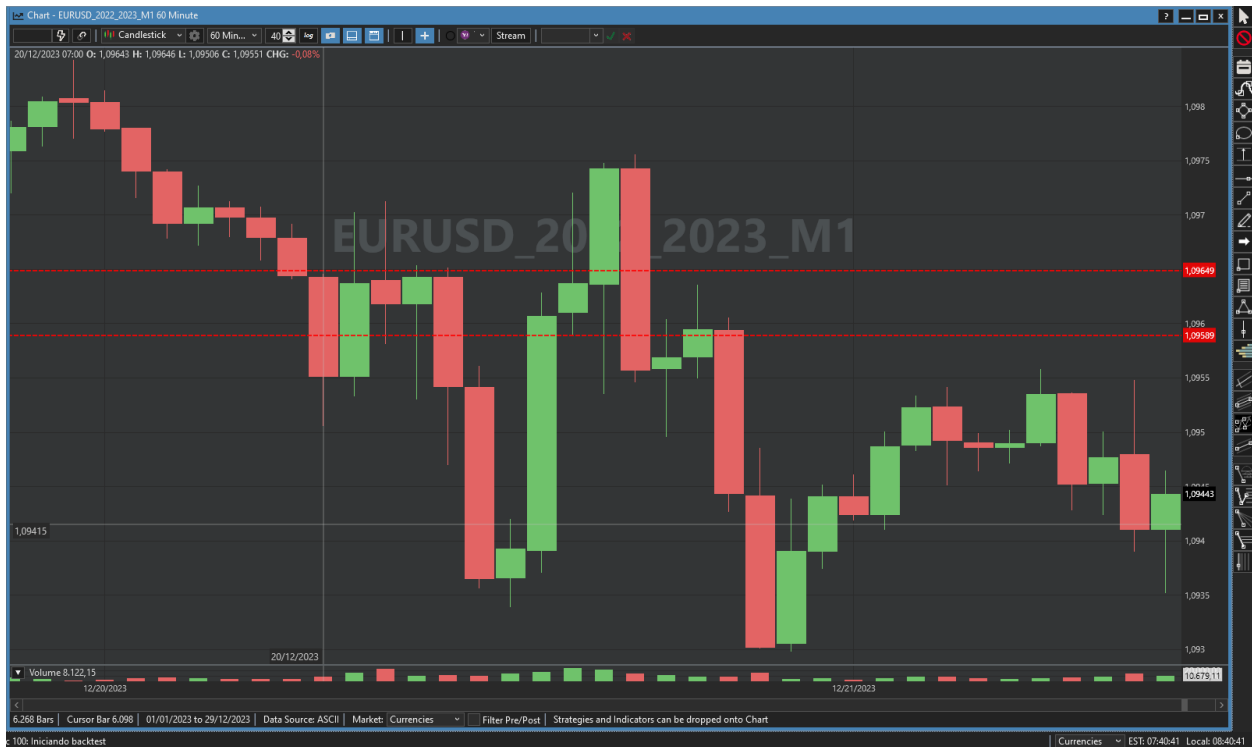 Chart - EURUSD_2022_2023_M1 60 Minute
Candlestick 60 Min... 40 log Stream
20/12/2023 07:00 O: 1,09643 H: 1,09646 L: 1,09506 C: 1,09551 CHG: -0,08%
1,098
1,0975
1,097
1,09649
1,096
1,09589
1,0955
1,095
1,09443
1,09415
1,094
1,0935
1,093
20/12/2023
Volume 8.122,15
10.679,11
12/20/2023 12/21/2023
6.268 Bars | Cursor Bar 6.098 | 01/01/2023 to 29/12/2023 | Data Source: ASCII | Market: Currencies Filter Pre/Post | Strategies and Indicators can be dropped onto Chart
c 100: Iniciando backtest Currencies EST: 07:40:41 Local: 08:40:41